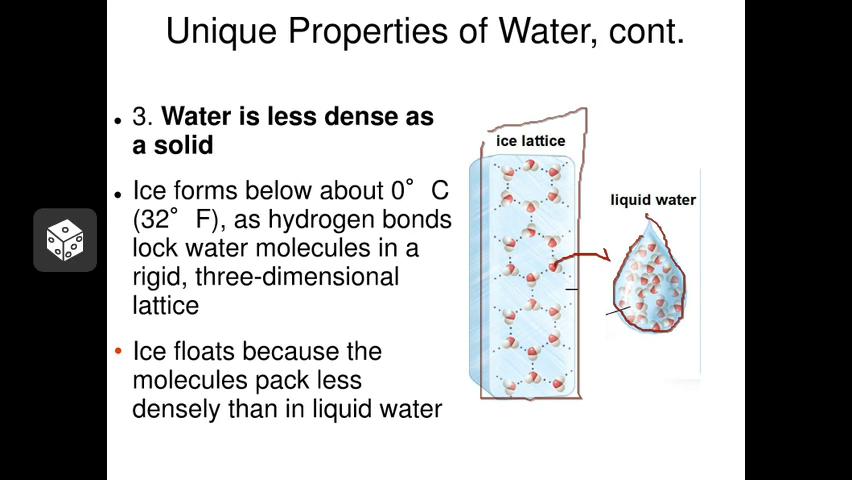 Unique Properties of Water, cont.
• 3. Water is less dense as
a solid
• Ice forms below about 0° C
(32° F), as hydrogen bonds
lock water molecules in a
rigid, three-dimensional
lattice
• Ice floats because the
molecules pack less
densely than in liquid water
ice lattice
liquid water